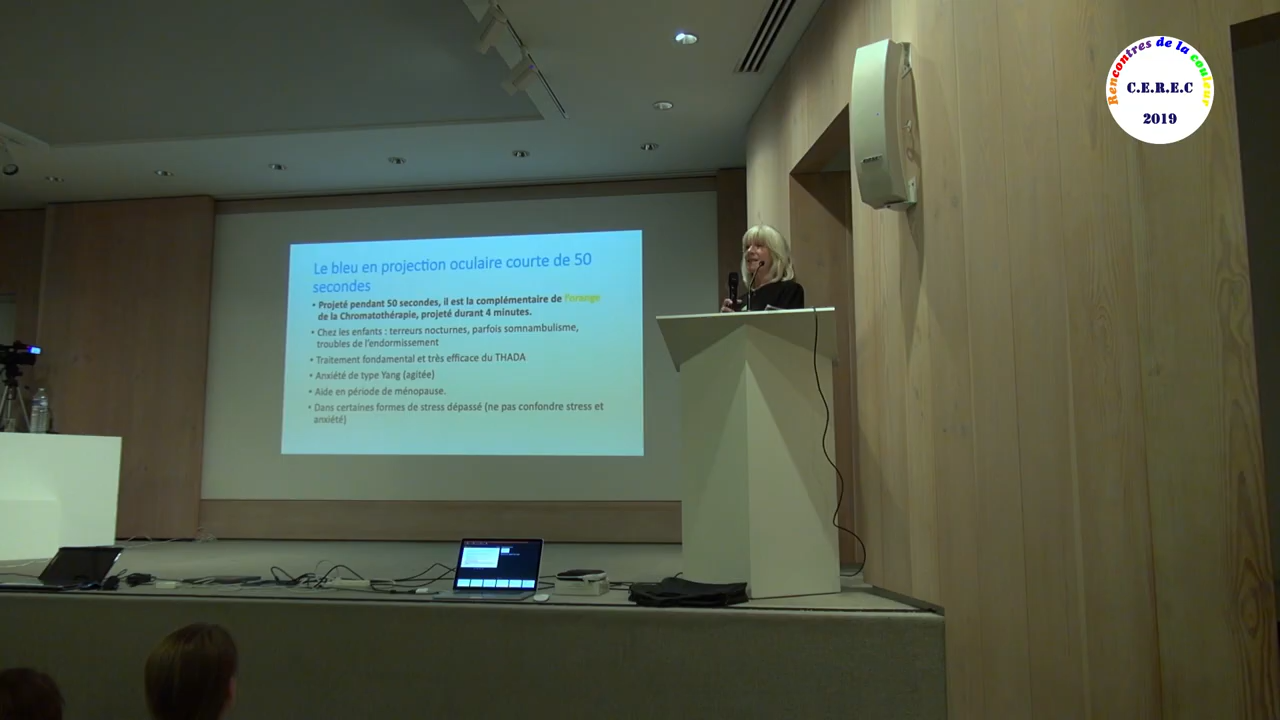 Rencontres de la couleur
C.E.R.E.C
2019
Le bleu en projection oculaire courte de 50
secondes
• Projeté pendant 50 secondes, il est la complémentaire de l'orange
de la Chromatothérapie, projeté durant 4 minutes.
• Chez les enfants : terreurs nocturnes, parfois somnambulisme,
troubles de l'endormissement
• Traitement fondamental et très efficace du THADA
• Anxiété de type Yang (agitée)
• Aide en période de ménopause.
• Dans certaines formes de stress dépassé (ne pas confondre stress et
anxiété)